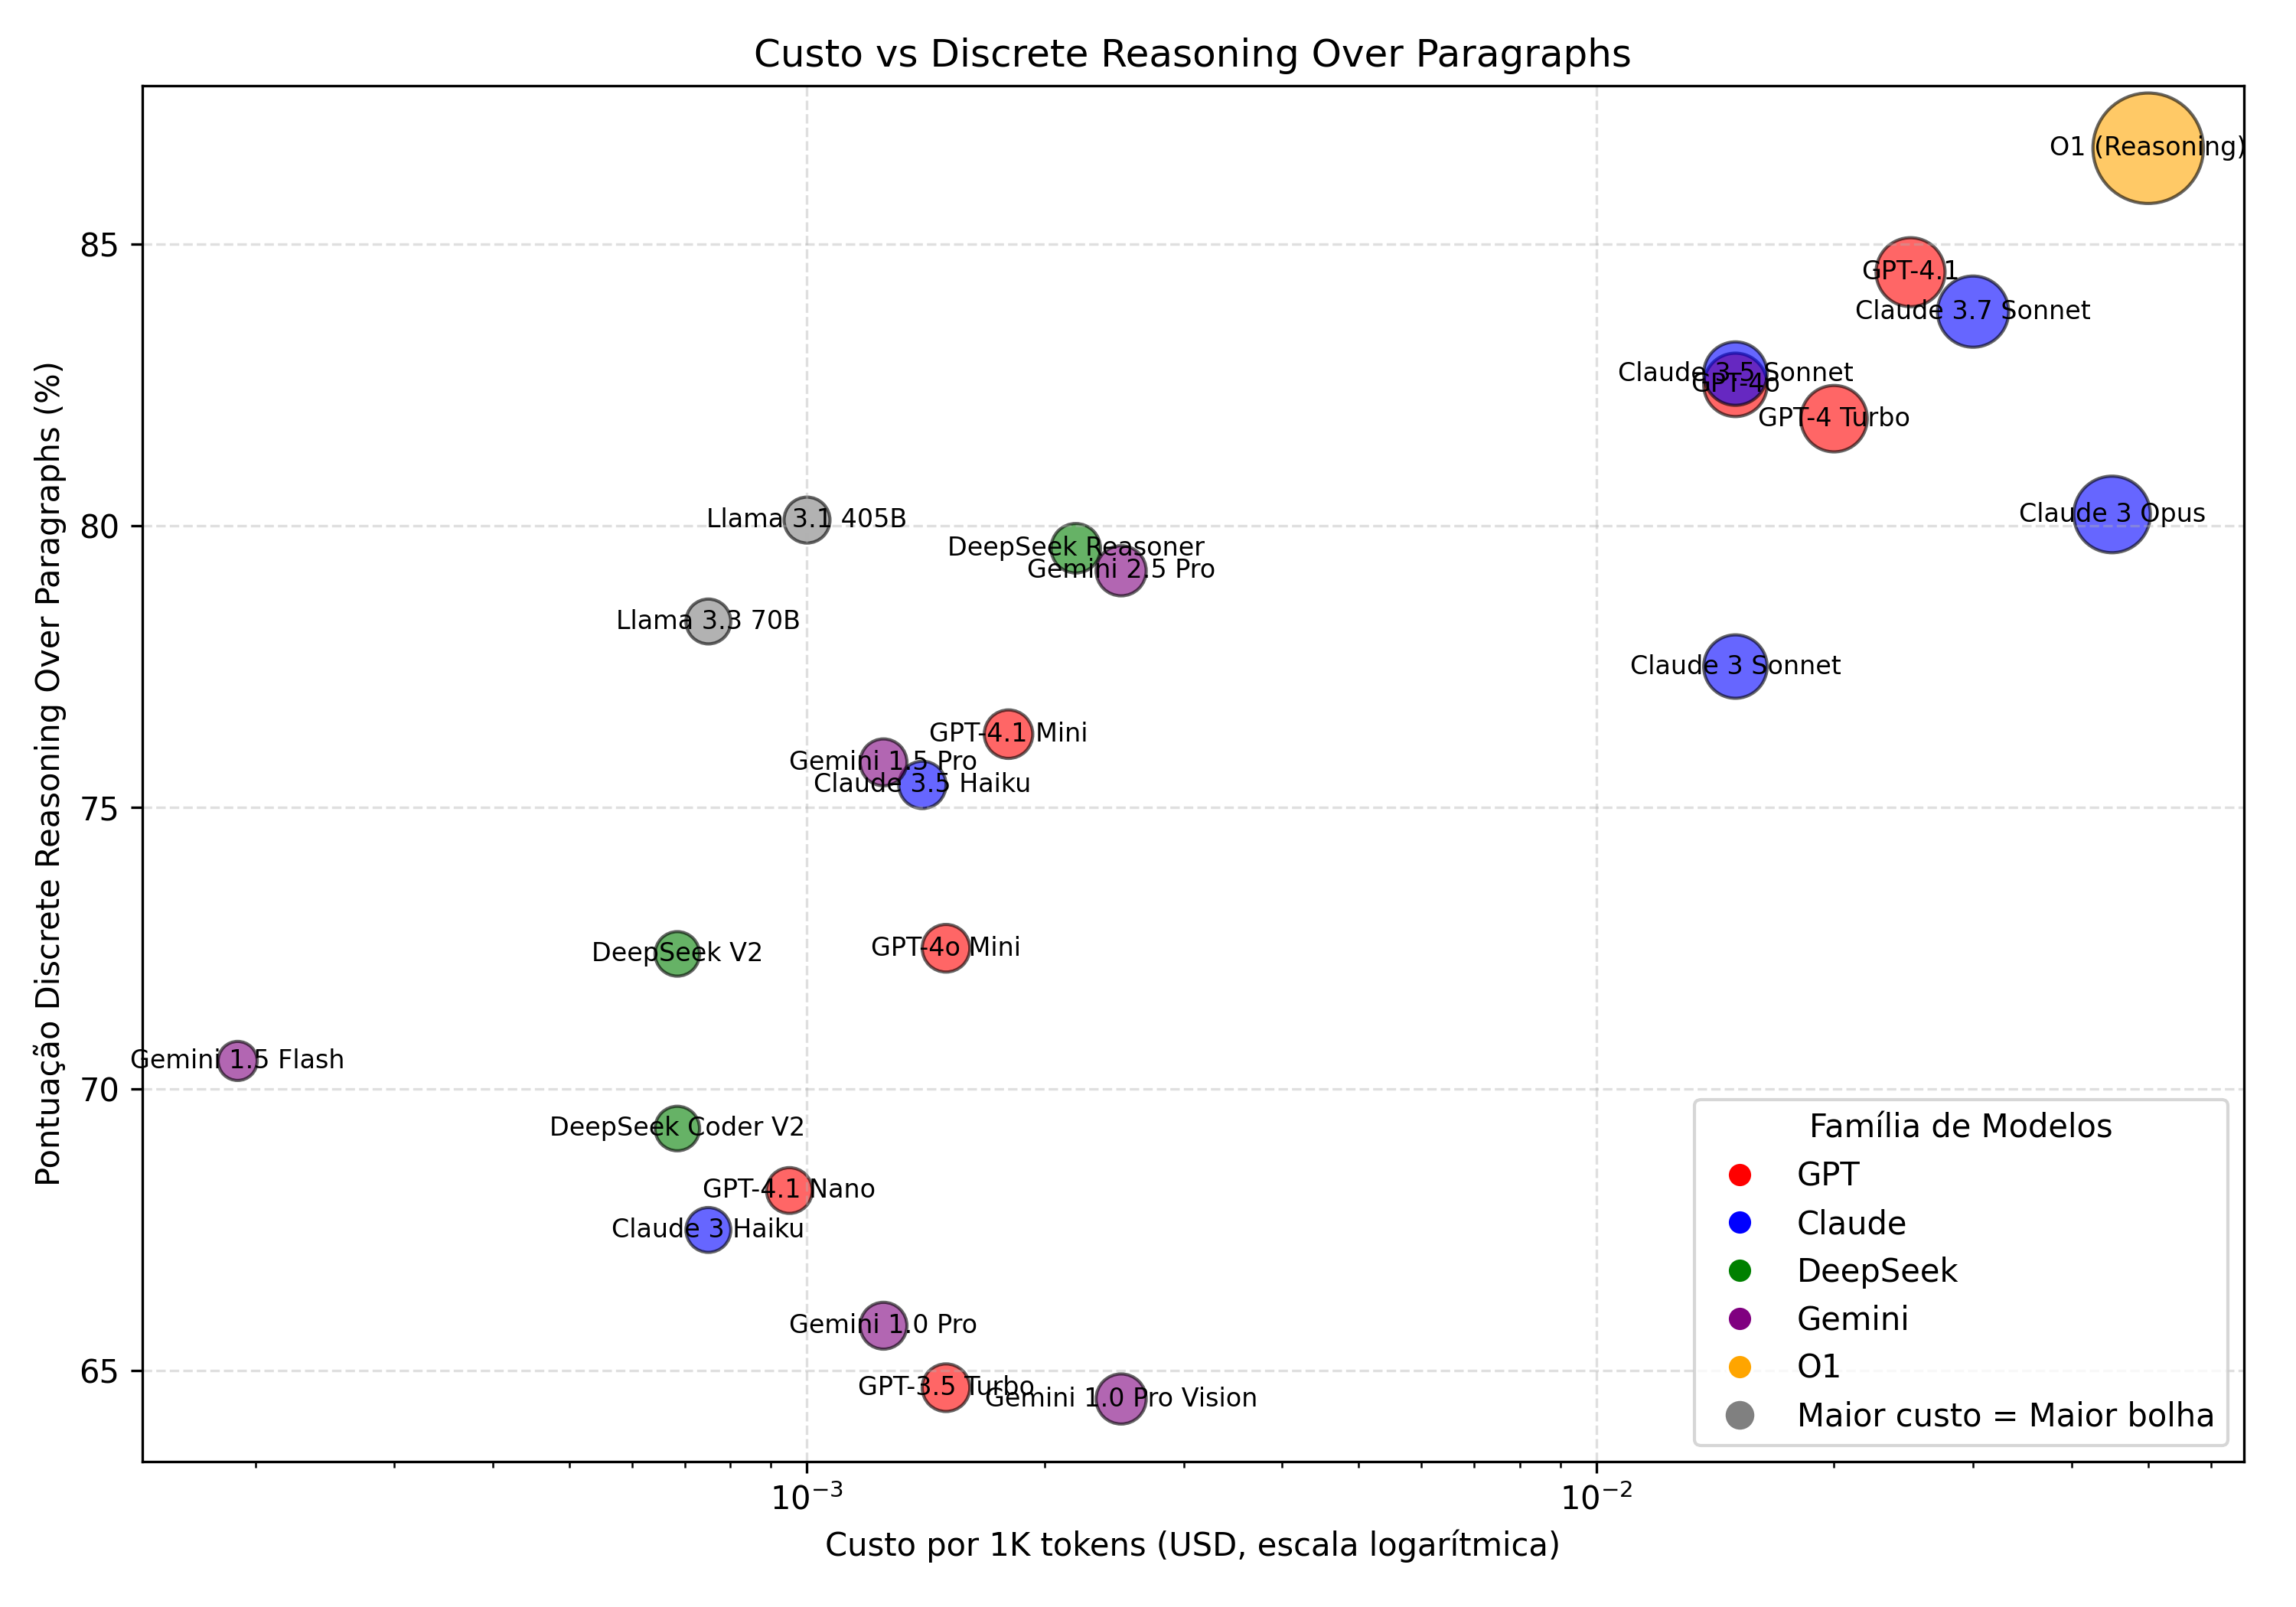 Custo vs Discrete Reasoning Over Paragraphs
Pontuação Discrete Reasoning Over Paragraphs (%)
85
80
75
70
65
O1 (Reasoning)
GPT-4.1
Claude 3.7 Sonnet
Claude 3.5 Sonnet
GPT-4o
GPT-4 Turbo
Llama 3.1 405B
Claude 3 Opus
DeepSeek Reasoner
Gemini 2.5 Pro
Llama 3.3 70B
Claude 3 Sonnet
GPT-4.1 Mini
Gemini 1.5 Pro
Claude 3.5 Haiku
GPT-4o Mini
DeepSeek V2
Gemini 1.5 Flash
DeepSeek Coder V2
GPT-4.1 Nano
Claude 3 Haiku
Gemini 1.0 Pro
GPT-3.5 Turbo
Gemini 1.0 Pro Vision
Família de Modelos
GPT
Claude
DeepSeek
Gemini
O1
Maior custo = Maior bolha
10⁻³
10⁻²
Custo por 1K tokens (USD, escala logarítmica)